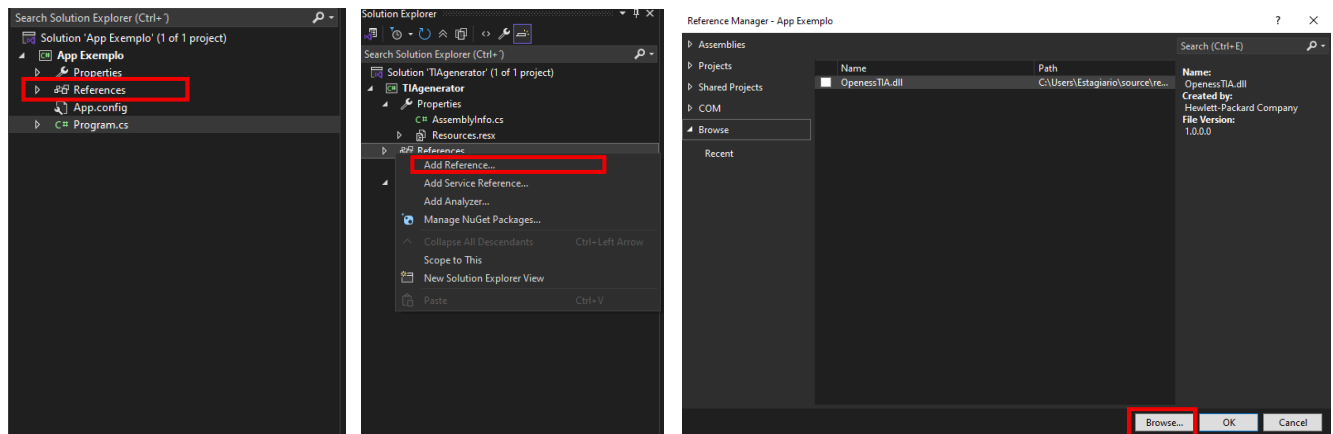 Search Solution Explorer (Ctrl+´)
Solution 'App Exemplo' (1 of 1 project)
C# App Exemplo
Properties
References
App.config
C# Program.cs
Solution Explorer
Search Solution Explorer (Ctrl+´)
Solution 'TIAgenerator' (1 of 1 project)
C# TIAgenerator
Properties
C# AssemblyInfo.cs
Resources.resx
References
Add Reference...
Add Service Reference...
Add Analyzer...
Manage NuGet Packages...
Collapse All Descendants Ctrl+Left Arrow
Scope to This
New Solution Explorer View
Paste Ctrl+V
Reference Manager - App Exemplo
Assemblies
Projects
Shared Projects
COM
Browse
Recent
Name Path
OpenessTIA.dll C:\Users\Estagiario\source\re...
Search (Ctrl+E)
Name:
OpenessTIA.dll
Created by:
Hewlett-Packard Company
File Version:
1.0.0.0
Browse... OK Cancel